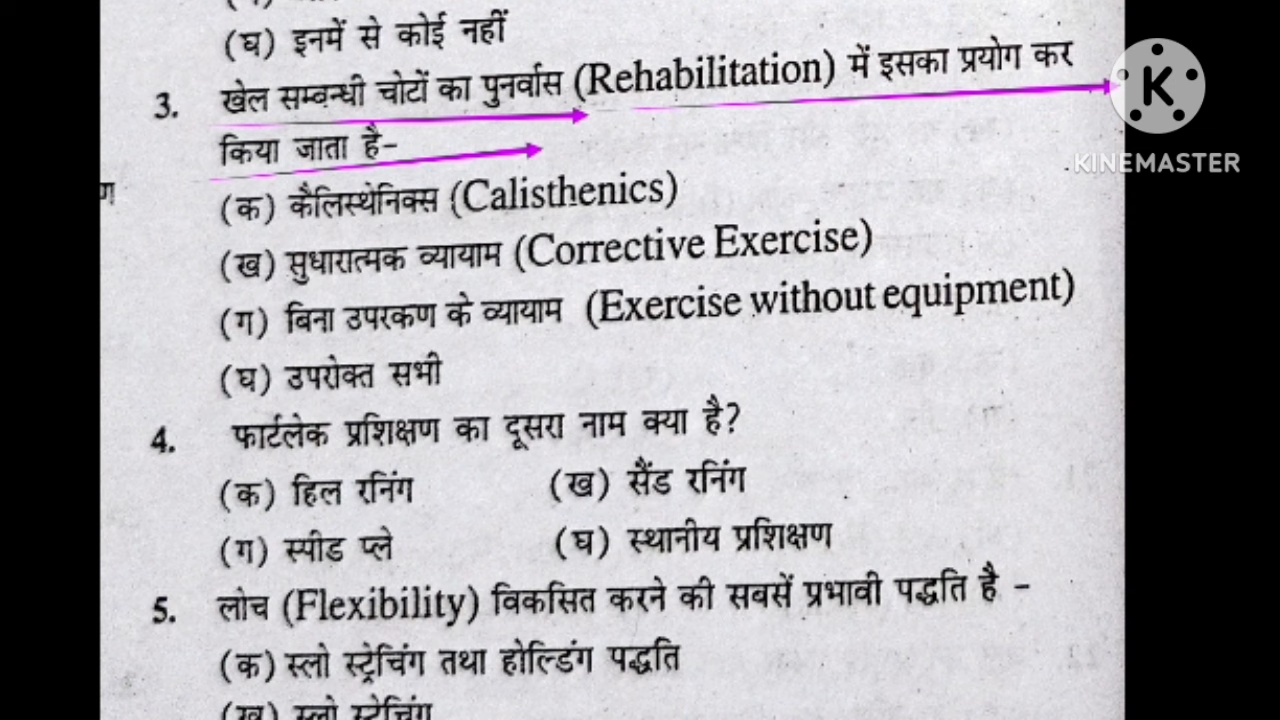 (घ) इनमें से कोई नहीं
3. खेल सम्बन्धी चोटों का पुनर्वास (Rehabilitation) में इसका प्रयोग कर
किया जाता है-
(क) कैलिस्थेनिक्स (Calisthenics)
(ख) सुधारात्मक व्यायाम (Corrective Exercise)
(ग) बिना उपरकण के व्यायाम (Exercise without equipment)
(घ) उपरोक्त सभी
4. फार्टलेक प्रशिक्षण का दूसरा नाम क्या है?
(क) हिल रनिंग (ख) सैंड रनिंग
(ग) स्पीड प्ले (घ) स्थानीय प्रशिक्षण
5. लोच (Flexibility) विकसित करने की सबसें प्रभावी पद्धति है -
(क) स्लो स्ट्रेचिंग तथा होल्डिंग पद्धति
(ख) स्लो स्ट्रेचिंग
K
KINEMASTER